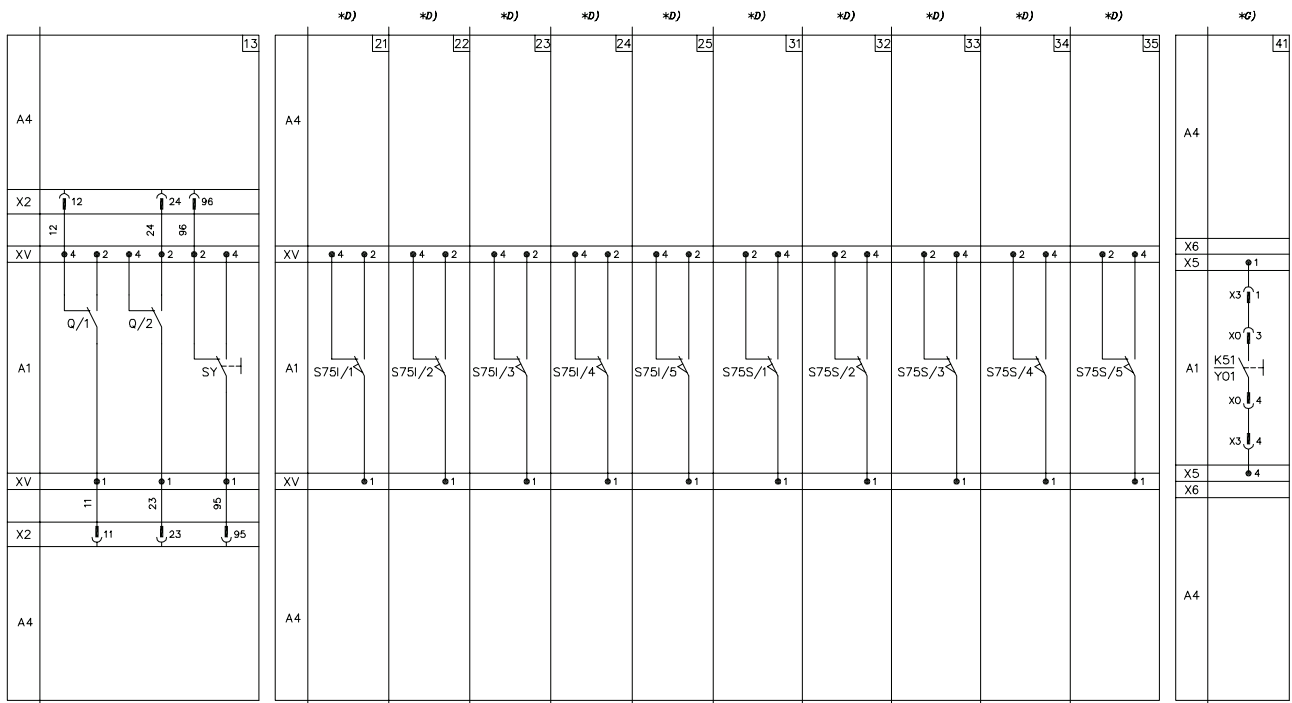 *D) *D) *D) *D) *D) *D) *D) *D) *D) *D) *G)
13 21 22 23 24 25 31 32 33 34 35 41
A4 A4 A4
X2 12 24 96
12 24 96
X6
XV 4 2 4 2 2 4 XV 4 2 4 2 4 2 4 2 4 2 2 4 2 4 2 4 2 4 2 4 X5 1
X3 1
Q/1 Q/2 X0 3
A1 SY A1 S75I/1 S75I/2 S75I/3 S75I/4 S75I/5 S75S/1 S75S/2 S75S/3 S75S/4 S75S/5 A1 K51
Y01
X0 4
X3 4
X5 4
XV 1 1 1 XV 1 1 1 1 1 1 1 1 1 1 X6
11 23 95
X2 11 23 95
A4 A4 A4